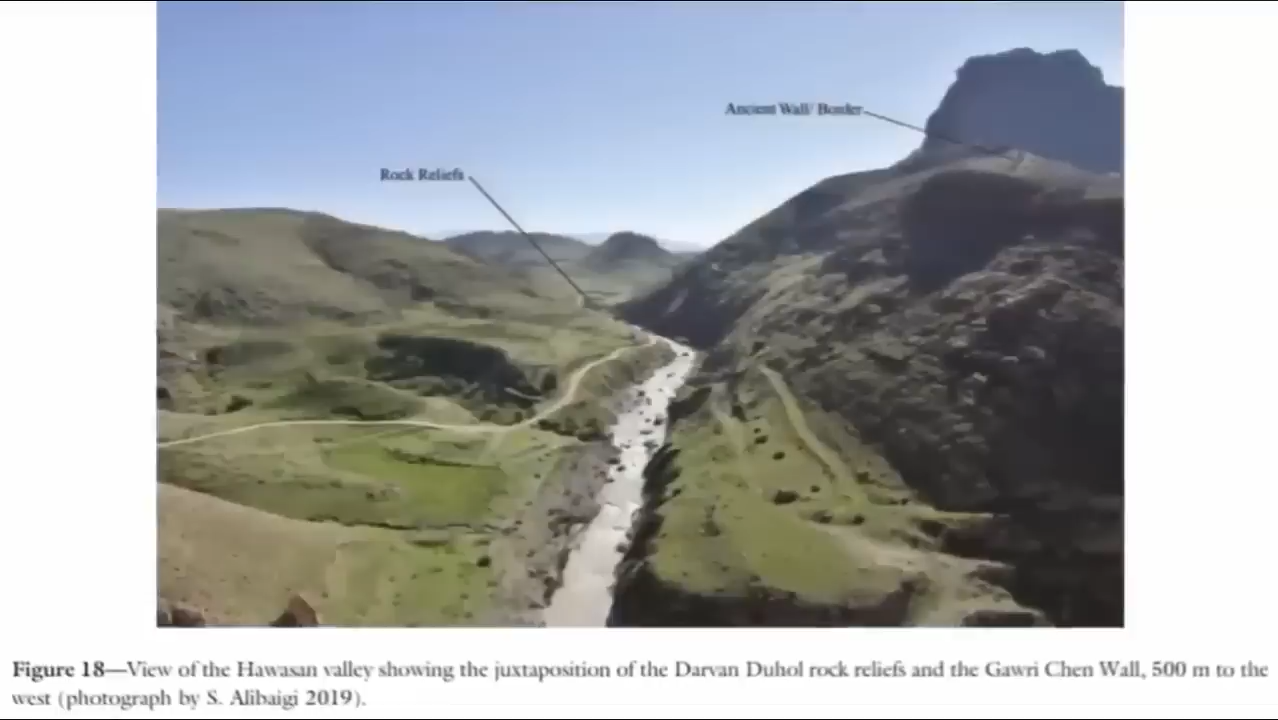 Ancient Wall/ Border
Rock Reliefs
Figure 18—View of the Hawasan valley showing the juxtaposition of the Darvan Duhol rock reliefs and the Gawri Chen Wall, 500 m to the
west (photograph by S. Alibaigi 2019).